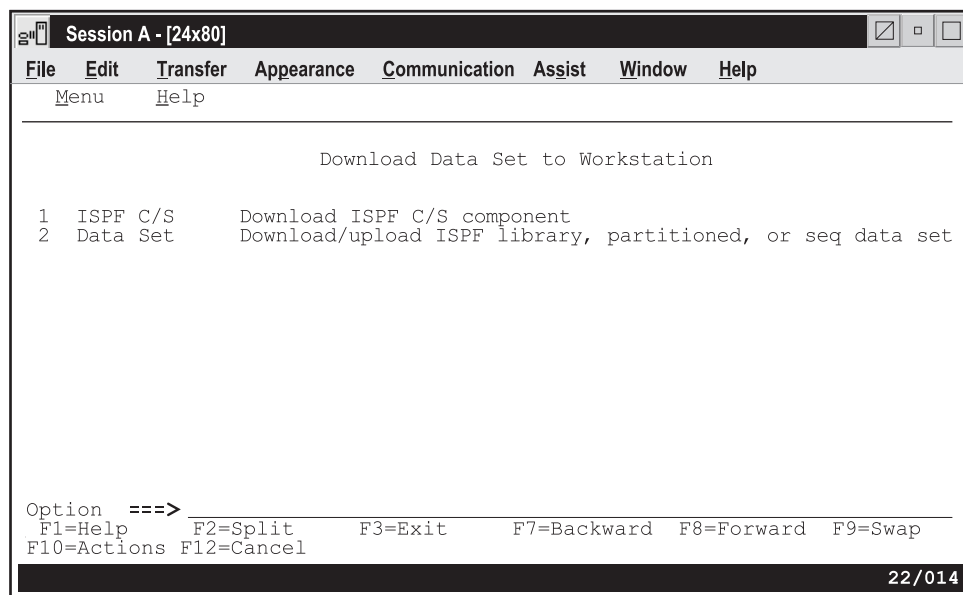 Session A - [24x80]
File Edit Transfer Appearance Communication Assist Window Help
Menu Help
Download Data Set to Workstation
1 ISPF C/S Download ISPF C/S component
2 Data Set Download/upload ISPF library, partitioned, or seq data set
Option ===>
F1=Help F2=Split F3=Exit F7=Backward F8=Forward F9=Swap
F10=Actions F12=Cancel
22/014